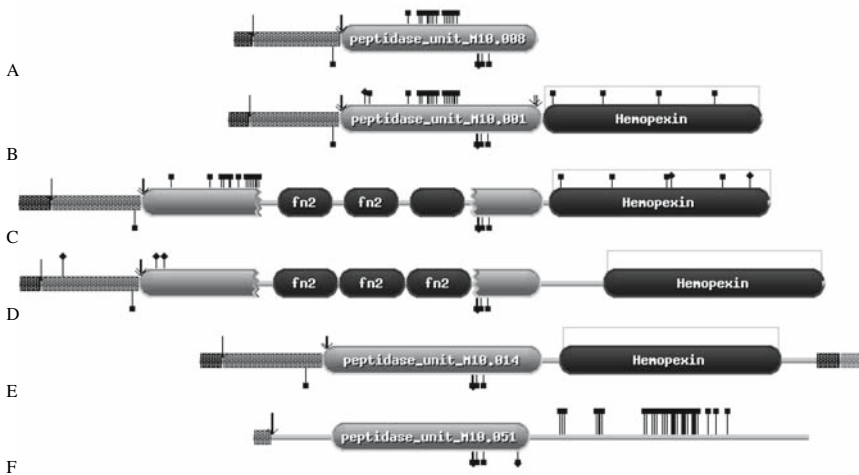 peptidase_unit_M10.008
A
peptidase_unit_M10.001 Hemopexin
B
fn2 fn2 Hemopexin
C
fn2 fn2 fn2 Hemopexin
D
peptidase_unit_M10.014 Hemopexin
E
peptidase_unit_M10.051
F